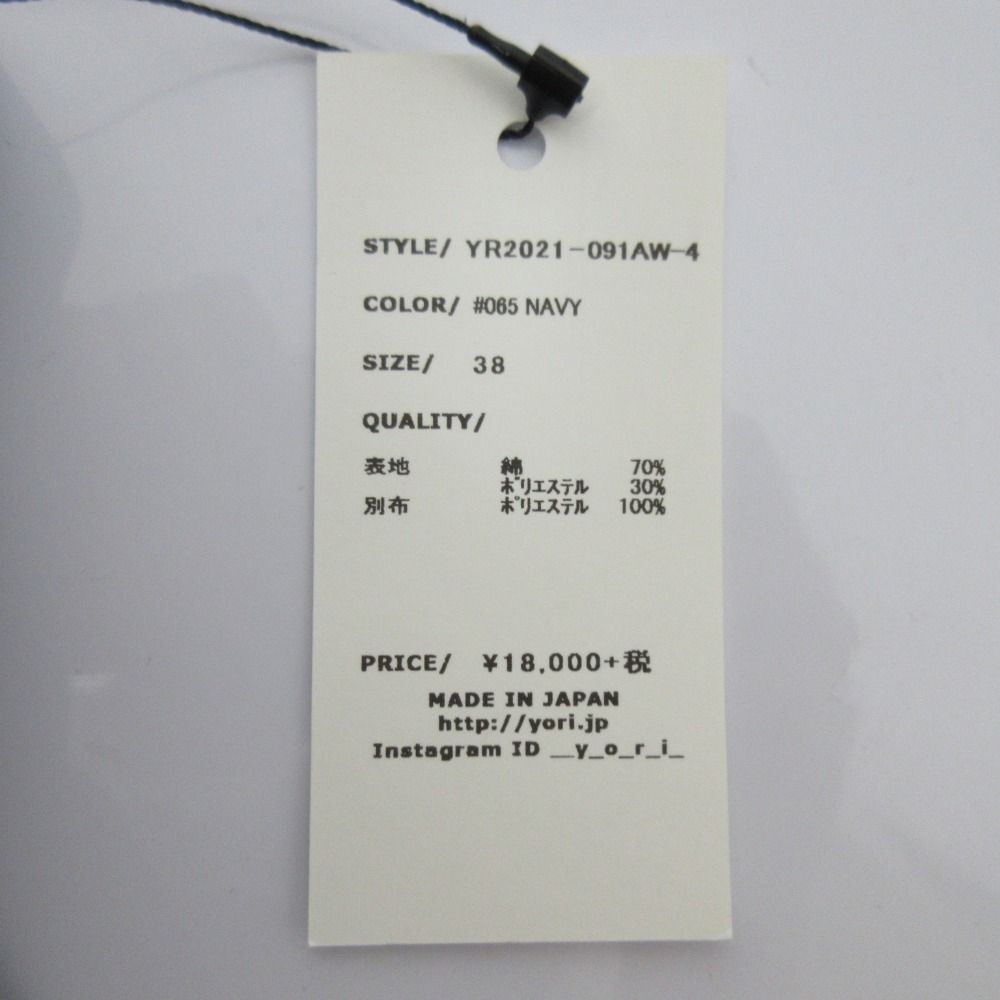 STYLE/ YR2021-091AW-4
COLOR/ #065 NAVY
SIZE/ 38
QUALITY/
表地 綿 70%
ポリエステル 30%
別布 ポリエステル 100%
PRICE/ ¥18,000+税
MADE IN JAPAN
http://yori.jp
Instagram ID __y_o_r_i_